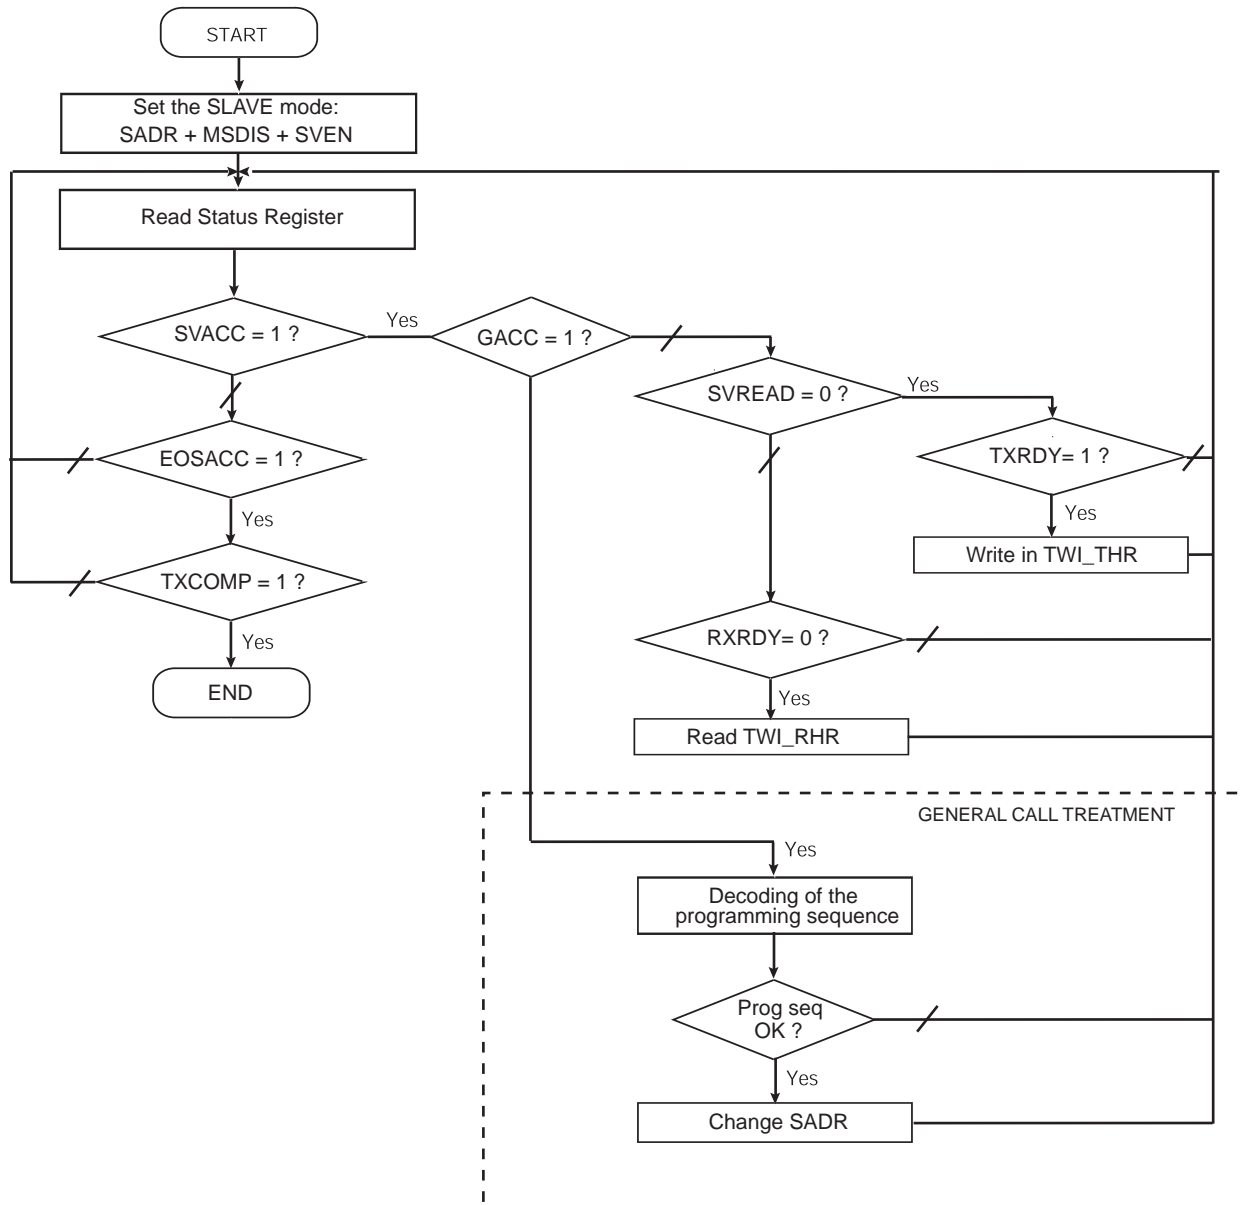 START
Set the SLAVE mode:
SADR + MSDIS + SVEN
Read Status Register
SVACC = 1 ?
Yes
GACC = 1 ?
SVREAD = 0 ?
Yes
EOSACC = 1 ?
TXRDY= 1 ?
Yes
Yes
Write in TWI_THR
TXCOMP = 1 ?
Yes
RXRDY= 0 ?
END
Yes
Read TWI_RHR
GENERAL CALL TREATMENT
Yes
Decoding of the
programming sequence
Prog seq
OK ?
Yes
Change SADR